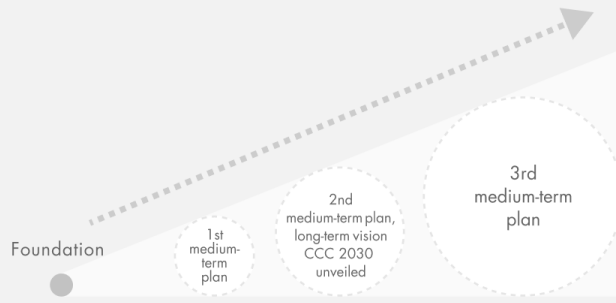 Foundation
1st
medium-
term
plan
2nd
medium-term plan,
long-term vision
CCC 2030
unveiled
3rd
medium-term
plan